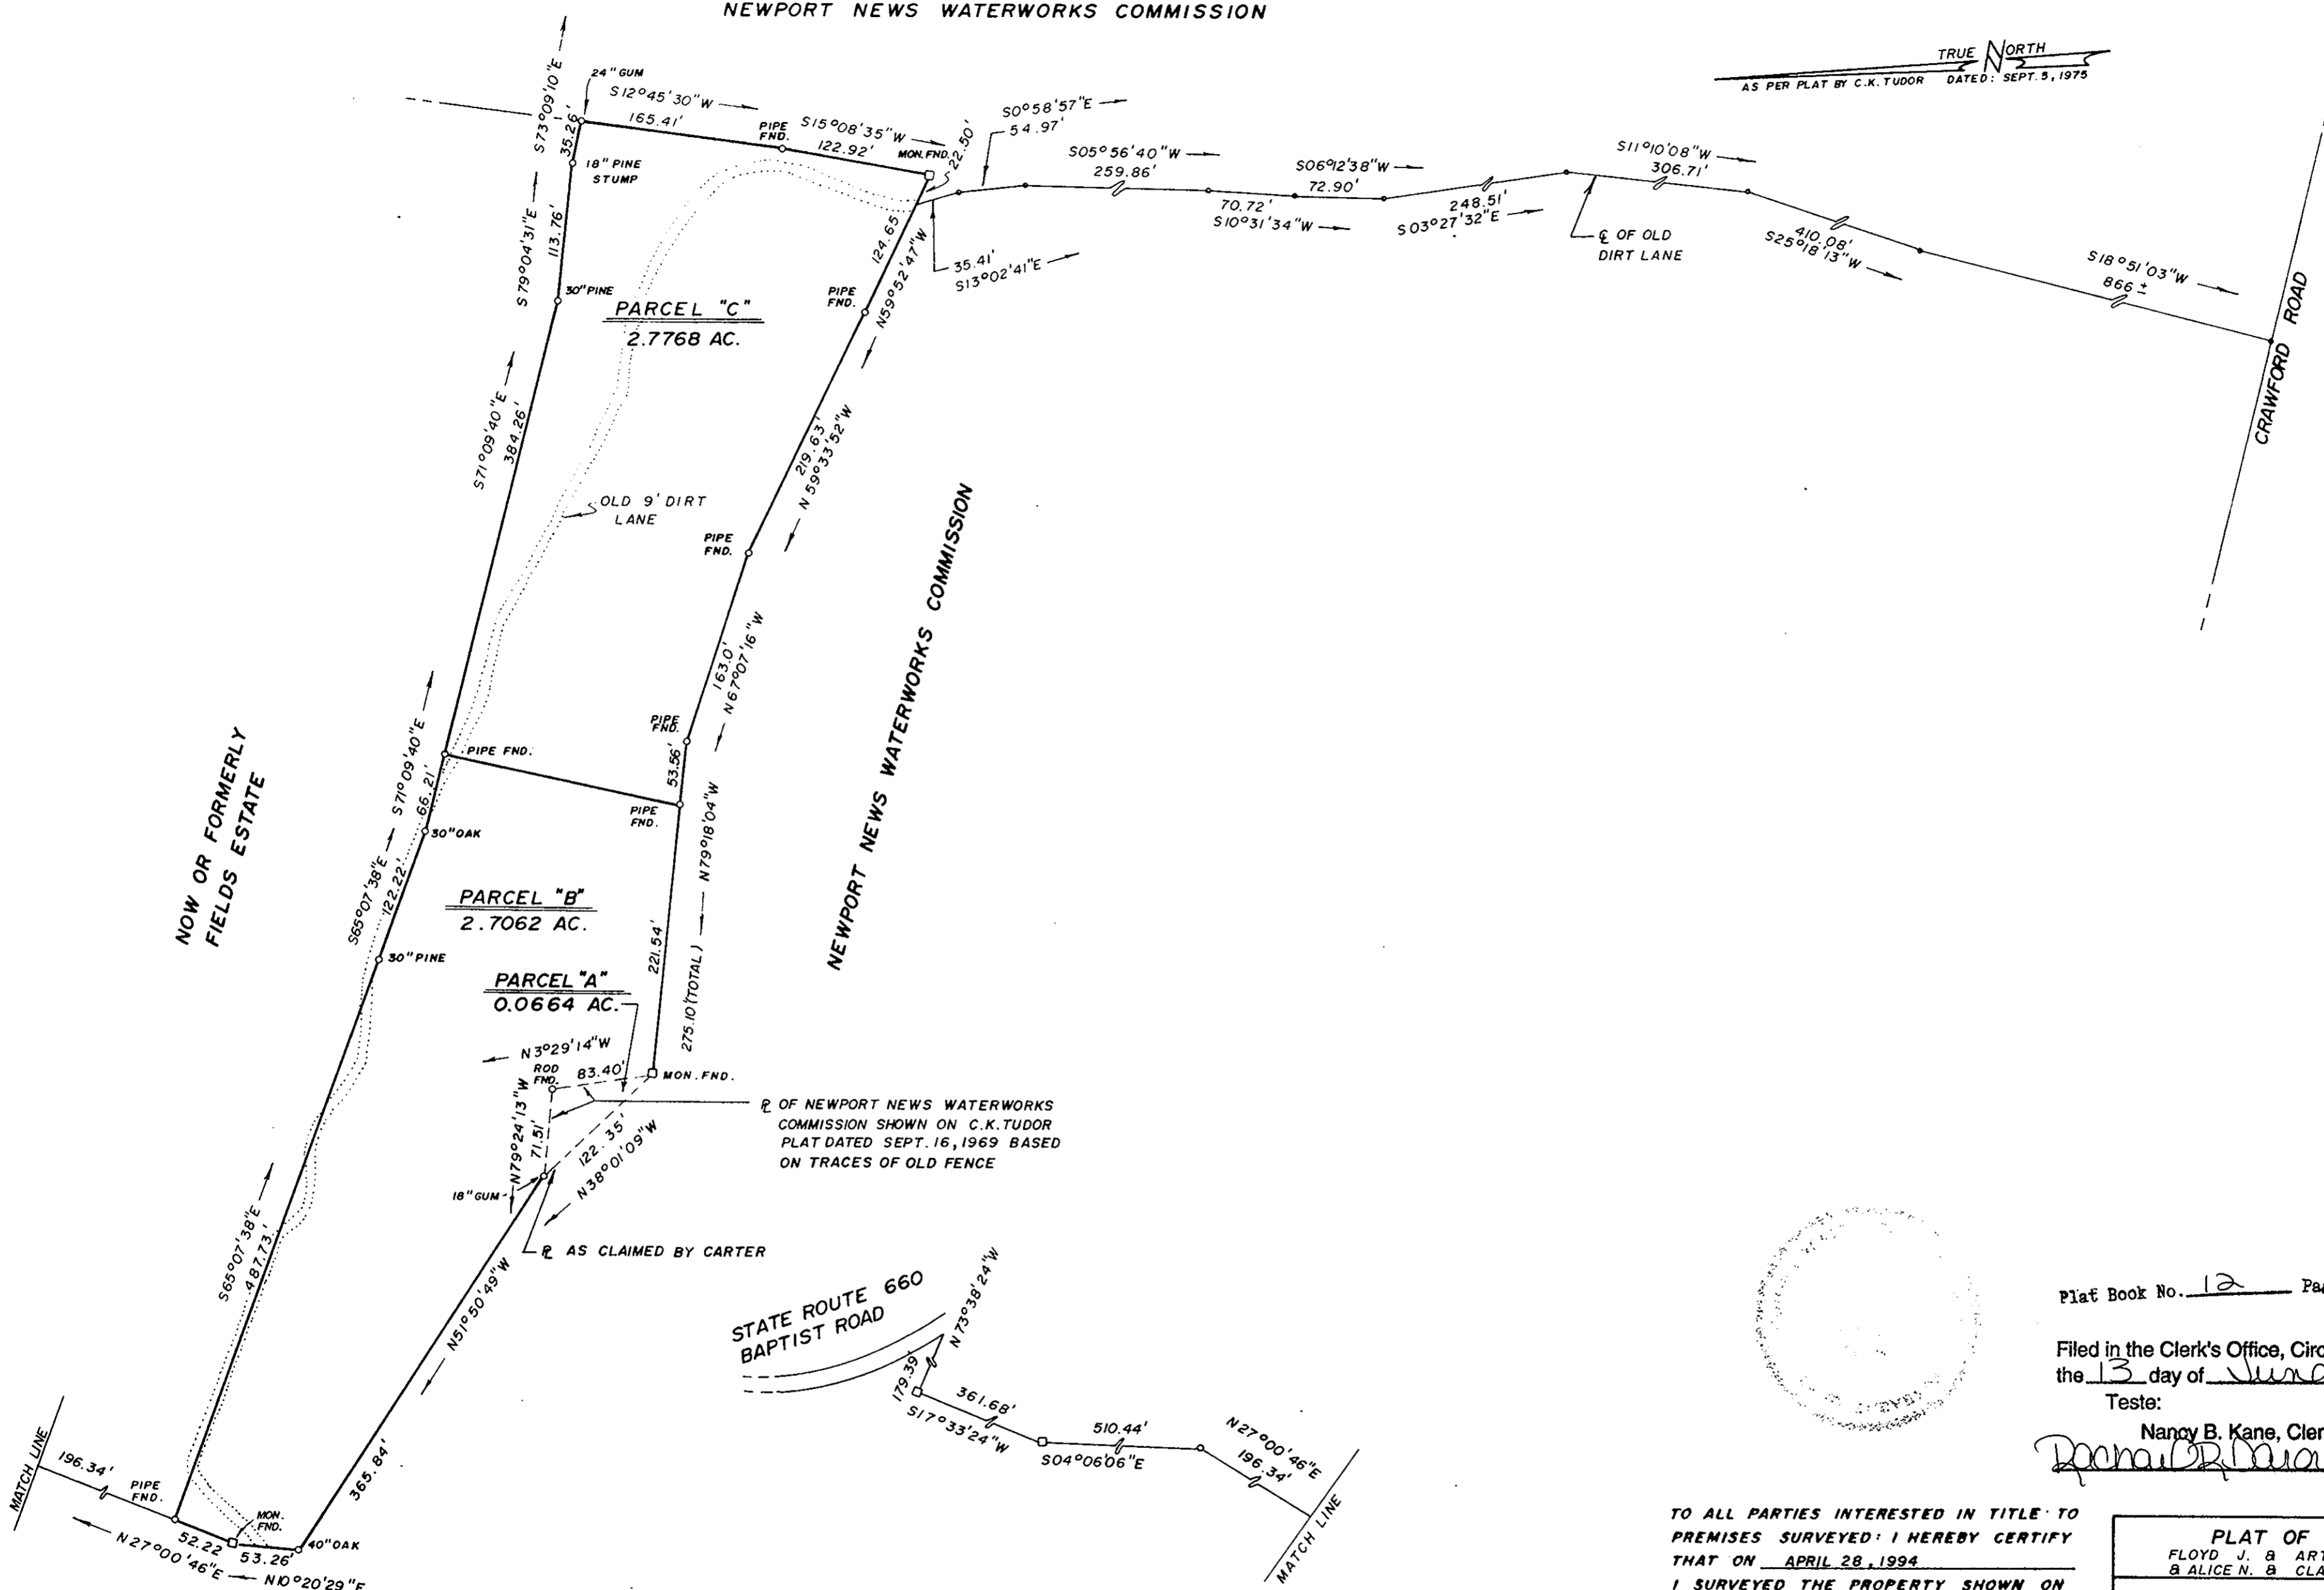 NEWPORT NEWS WATERWORKS COMMISSION
TRUE NORTH
AS PER PLAT BY C.K. TUDOR DATED: SEPT. 5, 1975
S73°09'10"E
35.26'
24" GUM
S12°45'30"W
165.41'
PIPE
FND.
S15°08'35"W
122.92'
MON. FND.
22.50'
S0°58'57"E
54.97'
S05°56'40"W
259.86'
S06°12'38"W
72.90'
S11°10'08"W
306.71'
70.72'
S10°31'34"W
248.51'
S03°27'32"E
℄ OF OLD
DIRT LANE
410.08'
S25°18'13"W
S18°51'03"W
866 ±
CRAWFORD ROAD
18" PINE
STUMP
S79°04'31"E
113.76'
30" PINE
35.41'
S13°02'41"E
124.65
N59°52'47"W
PIPE
FND.
PARCEL "C"
2.7768 AC.
S71°09'40"E
384.26'
219.63'
N59°33'52"W
OLD 9' DIRT
LANE
PIPE
FND.
NEWPORT NEWS WATERWORKS COMMISSION
163.0'
N67°07'16"W
PIPE
FND.
53.56'
PIPE FND.
PIPE
FND.
S71°09'40"E
66.21'
30" OAK
NOW OR FORMERLY
FIELDS ESTATE
S65°07'38"E
122.22'
30" PINE
PARCEL "B"
2.7062 AC.
221.54'
275.10'(TOTAL) N79°18'04"W
PARCEL "A"
0.0664 AC.
N3°29'14"W
ROD
FND.
83.40'
MON. FND.
N79°24'13"W
71.51'
122.35'
N38°01'09"W
℄ OF NEWPORT NEWS WATERWORKS
COMMISSION SHOWN ON C.K. TUDOR
PLAT DATED SEPT. 16, 1969 BASED
ON TRACES OF OLD FENCE
18" GUM
℄ AS CLAIMED BY CARTER
S65°07'38"E
487.73'
N51°50'49"W
365.84'
STATE ROUTE 660
BAPTIST ROAD
N73°38'24"W
179.39'
361.68'
S17°33'24"W
510.44'
S04°06'06"E
N27°00'46"E
196.34'
MATCH LINE
MATCH LINE
196.34'
PIPE
FND.
MON.
FND.
52.22
53.26'
40" OAK
N27°00'46"E
N10°20'29"E
Plat Book No. 12
Filed in the Clerk's Office,
the 13 day of June
Teste:
Nancy B. Kane,
TO ALL PARTIES INTERESTED IN TITLE TO
PREMISES SURVEYED: I HEREBY CERTIFY
THAT ON APRIL 28, 1994
I SURVEYED THE PROPERTY SHOWN ON
PLAT OF
FLOYD J. &
& ALICE N. &